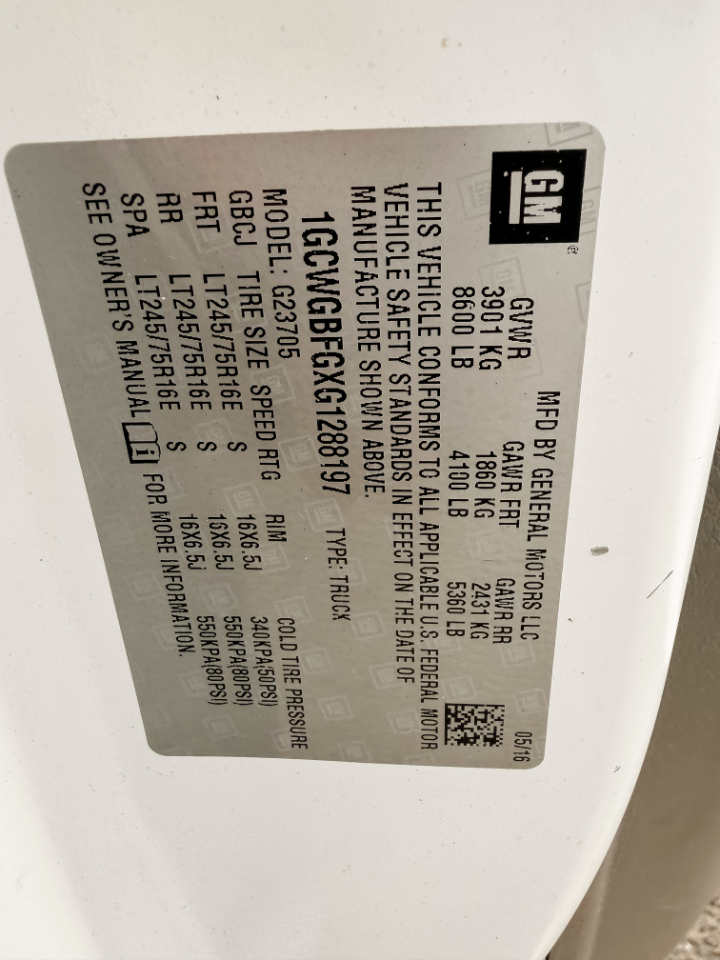 GM
®
MFD BY GENERAL MOTORS LLC 05/16
GVWR GAWR FRT GAWR RR
3901 KG 1860 KG 2431 KG
8600 LB 4100 LB 5360 LB
THIS VEHICLE CONFORMS TO ALL APPLICABLE U.S. FEDERAL MOTOR
VEHICLE SAFETY STANDARDS IN EFFECT ON THE DATE OF
MANUFACTURE SHOWN ABOVE.
1GCWGBFGXG1288197 TYPE: TRUCK
MODEL: G23705
GBCJ TIRE SIZE SPEED RTG RIM COLD TIRE PRESSURE
FRT LT245/75R16E S 16X6.5J 340KPA(50PSI)
RR LT245/75R16E S 16X6.5J 550KPA(80PSI)
SPA LT245/75R16E S 16X6.5J 550KPA(80PSI)
SEE OWNER'S MANUAL FOR MORE INFORMATION.